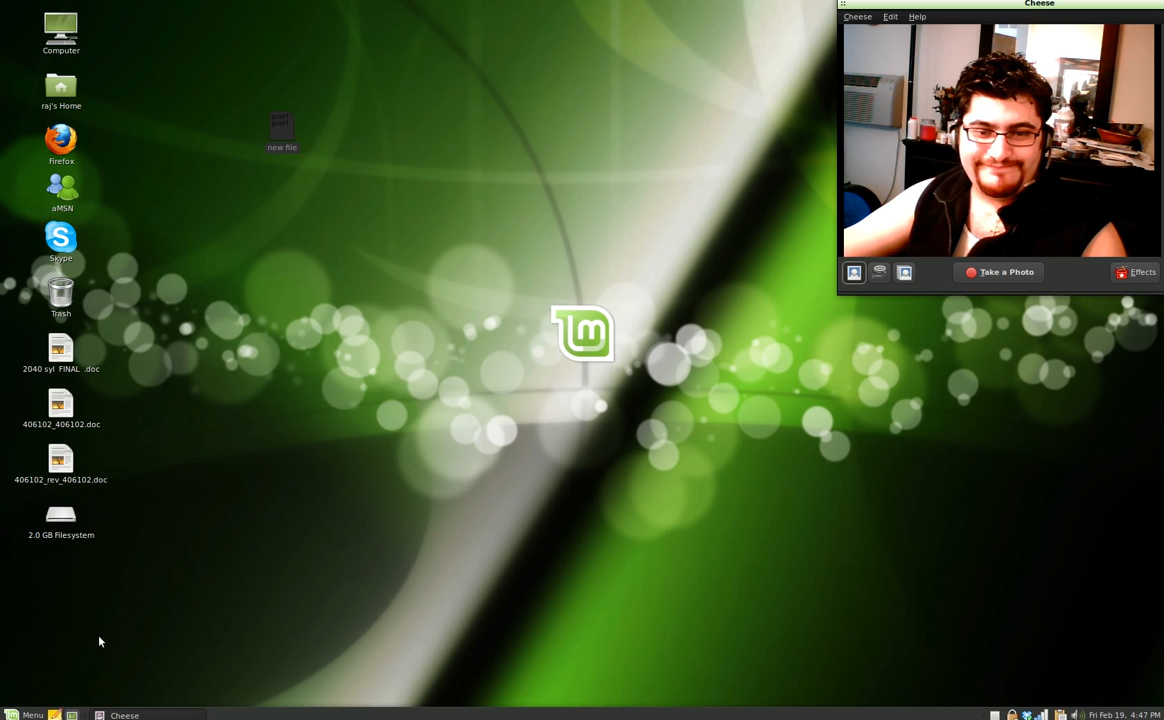 Cheese
Cheese Edit Help
Take a Photo
Effects
Computer
raj's Home
Firefox
aMSN
Skype
Trash
2040 syl FINAL .doc
406102_406102.doc
406102_rev_406102.doc
2.0 GB Filesystem
new file
lm
Menu
Cheese
Fri Feb 19, 4:47 PM